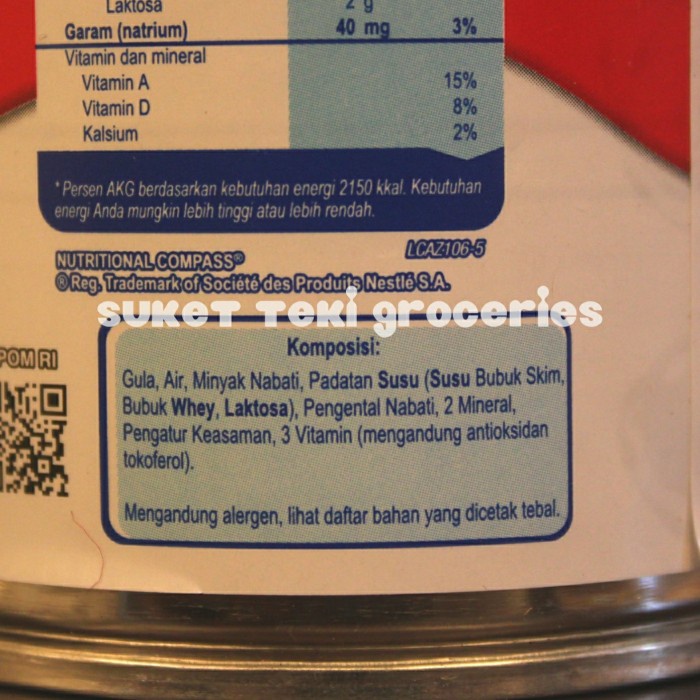 Laktosa 2 g
Garam (natrium) 40 mg 3%
Vitamin dan mineral
Vitamin A 15%
Vitamin D 8%
Kalsium 2%
*Persen AKG berdasarkan kebutuhan energi 2150 kkal. Kebutuhan
energi Anda mungkin lebih tinggi atau lebih rendah.
LCAZ106-5
NUTRITIONAL COMPASS®
® Reg. Trademark of Société des Produits Nestlé S.A.
suket teki groceries
POM RI
Komposisi:
Gula, Air, Minyak Nabati, Padatan Susu (Susu Bubuk Skim,
Bubuk Whey, Laktosa), Pengental Nabati, 2 Mineral,
Pengatur Keasaman, 3 Vitamin (mengandung antioksidan
tokoferol).
Mengandung alergen, lihat daftar bahan yang dicetak tebal.